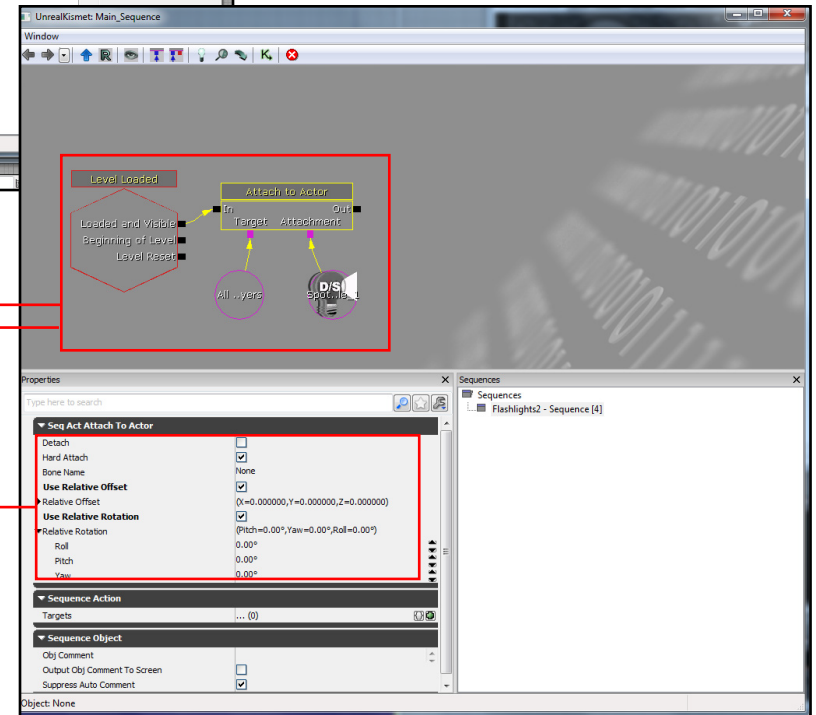 UnrealKismet: Main_Sequence
Window
Level Loaded
Loaded and Visible
Beginning of Level
Level Reset
Attach to Actor
In Out
Target Attachment
All ..yers
D/S
Spot..le_1
Properties
Type here to search
Seq Act Attach To Actor
Detach
Hard Attach
Bone Name None
Use Relative Offset
Relative Offset (X=0.000000,Y=0.000000,Z=0.000000)
Use Relative Rotation
Relative Rotation (Pitch=0.00°,Yaw=0.00°,Roll=0.00°)
Roll 0.00°
Pitch 0.00°
Yaw 0.00°
Sequence Action
Targets ... (0)
Sequence Object
Obj Comment
Output Obj Comment To Screen
Suppress Auto Comment
Object: None
Sequences
Sequences
Flashlights2 - Sequence [4]